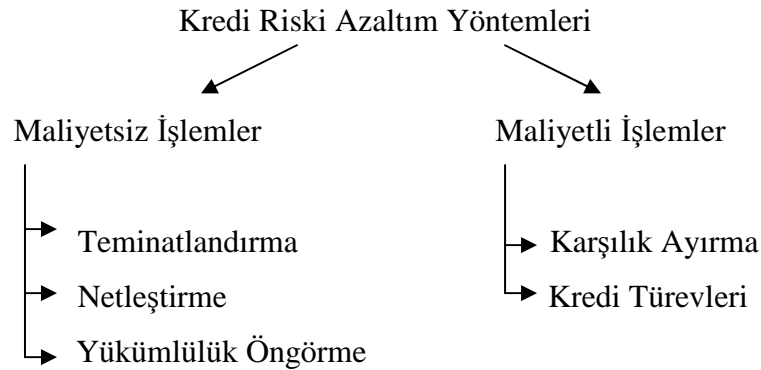 Kredi Riski Azaltım Yöntemleri
Maliyetsiz İşlemler
Maliyetli İşlemler
Teminatlandırma
Karşılık Ayırma
Netleştirme
Kredi Türevleri
Yükümlülük Öngörme